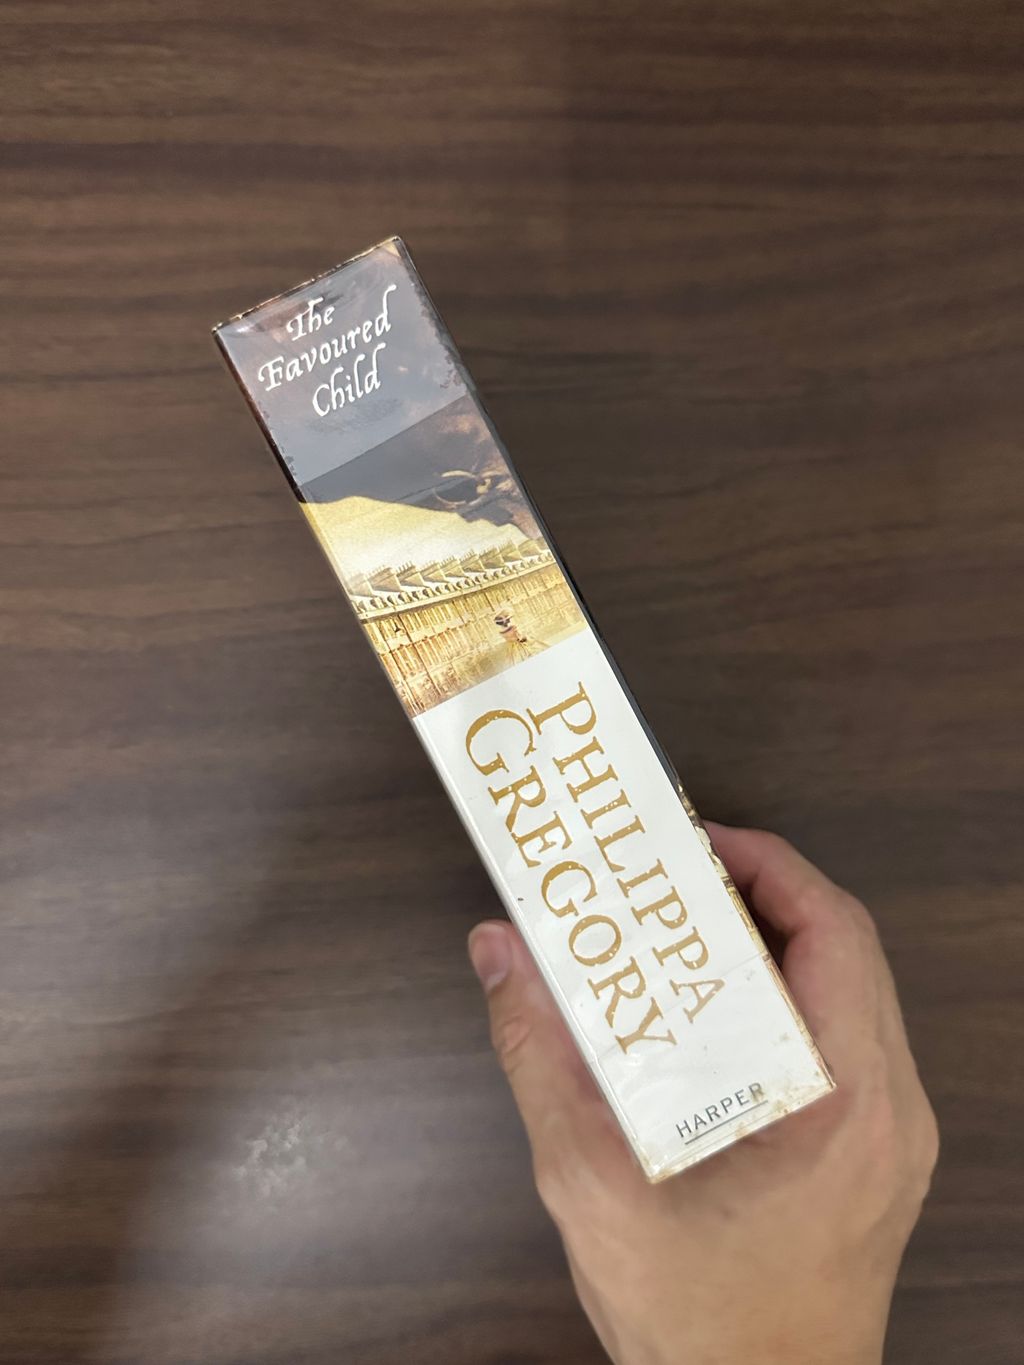 The
Favoured
Child
PHILIPPA
GREGORY
HARPER